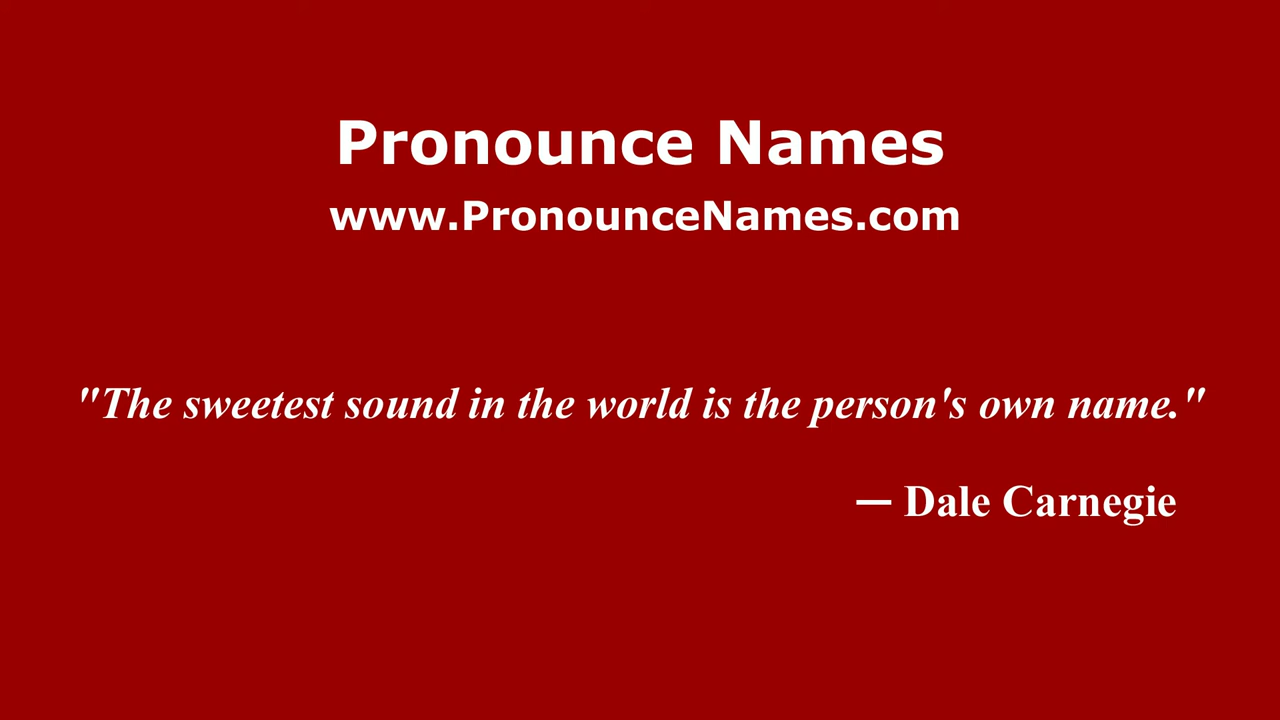 Pronounce Names
www.PronounceNames.com
"The sweetest sound in the world is the person's own name."
— Dale Carnegie